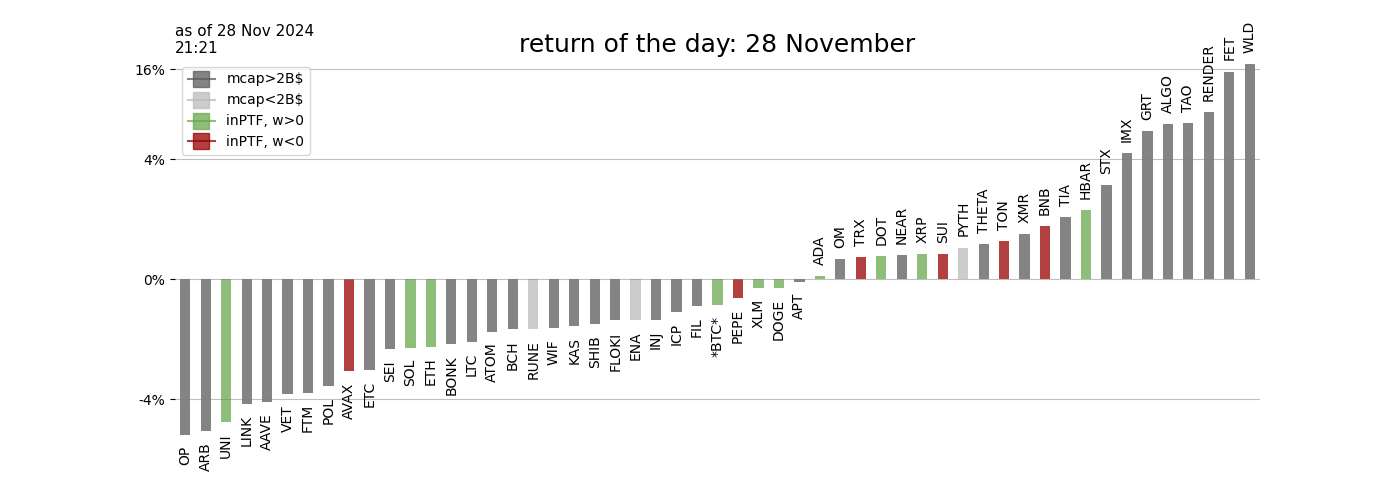 as of 28 Nov 2024
21:21
return of the day: 28 November
16%
4%
0%
-4%
mcap>2B$
mcap<2B$
inPTF, w>0
inPTF, w<0
OP
ARB
UNI
LINK
AAVE
VET
FTM
POL
AVAX
ETC
SEI
SOL
ETH
BONK
LTC
ATOM
BCH
RUNE
WIF
KAS
SHIB
FLOKI
ENA
INJ
ICP
FIL
*BTC*
PEPE
XLM
DOGE
APT
ADA
OM
TRX
DOT
NEAR
XRP
SUI
PYTH
THETA
TON
XMR
BNB
TIA
HBAR
STX
IMX
GRT
ALGO
TAO
RENDER
FET
WLD